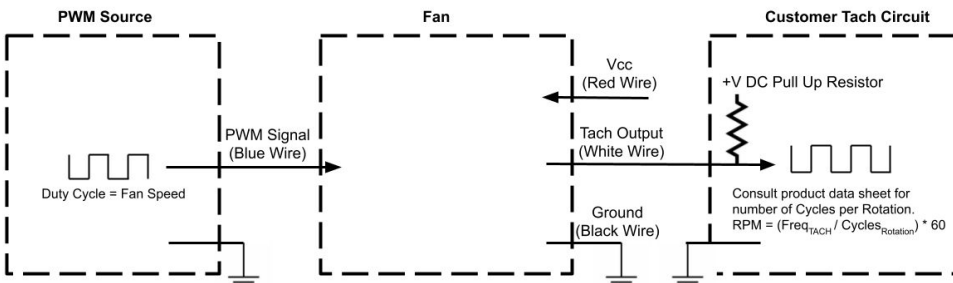 PWM Source
Fan
Customer Tach Circuit
Vcc
(Red Wire)
+V DC Pull Up Resistor
PWM Signal
(Blue Wire)
Tach Output
(White Wire)
Duty Cycle = Fan Speed
Consult product data sheet for
number of Cycles per Rotation.
RPM = (Freq_TACH / Cycles_Rotation) * 60
Ground
(Black Wire)